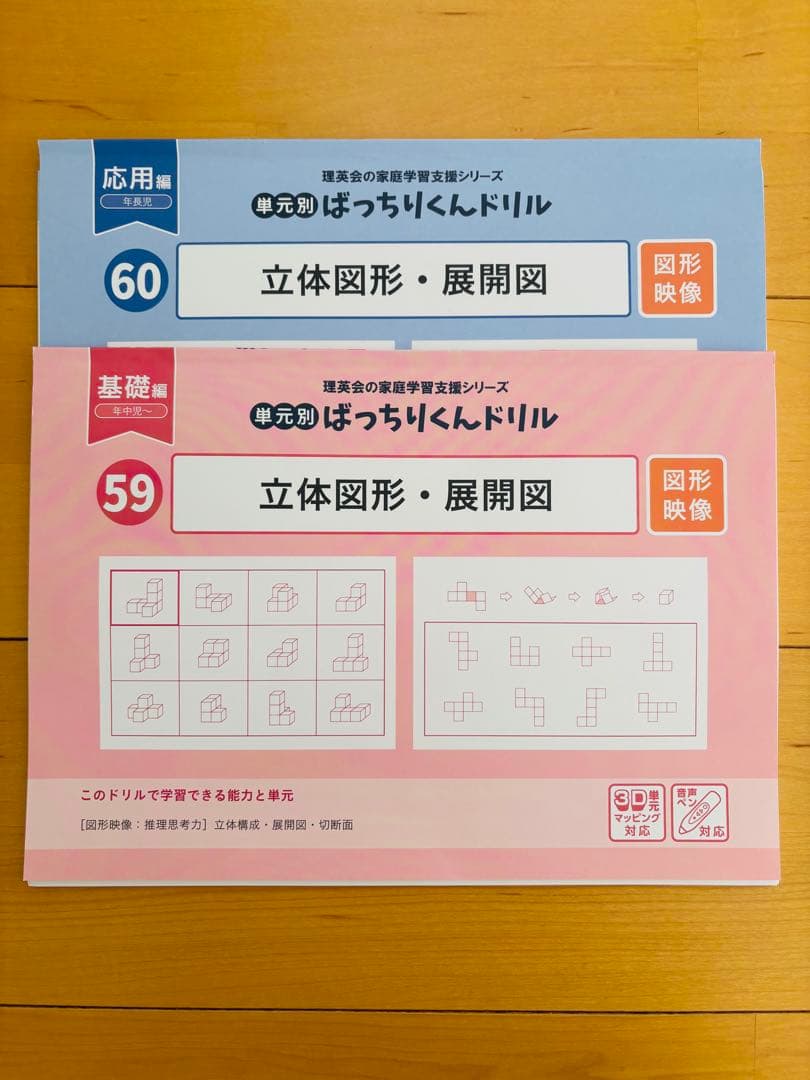 応用編
年長児
理英会の家庭学習支援シリーズ
単元別 ばっちりくんドリル
60
立体図形・展開図
図形
映像
基礎編
年中児〜
理英会の家庭学習支援シリーズ
単元別 ばっちりくんドリル
59
立体図形・展開図
図形
映像
このドリルで学習できる能力と単元
[図形映像：推理思考力] 立体構成・展開図・切断面
3D単元
マッピング
対応
音声
ペン
対応